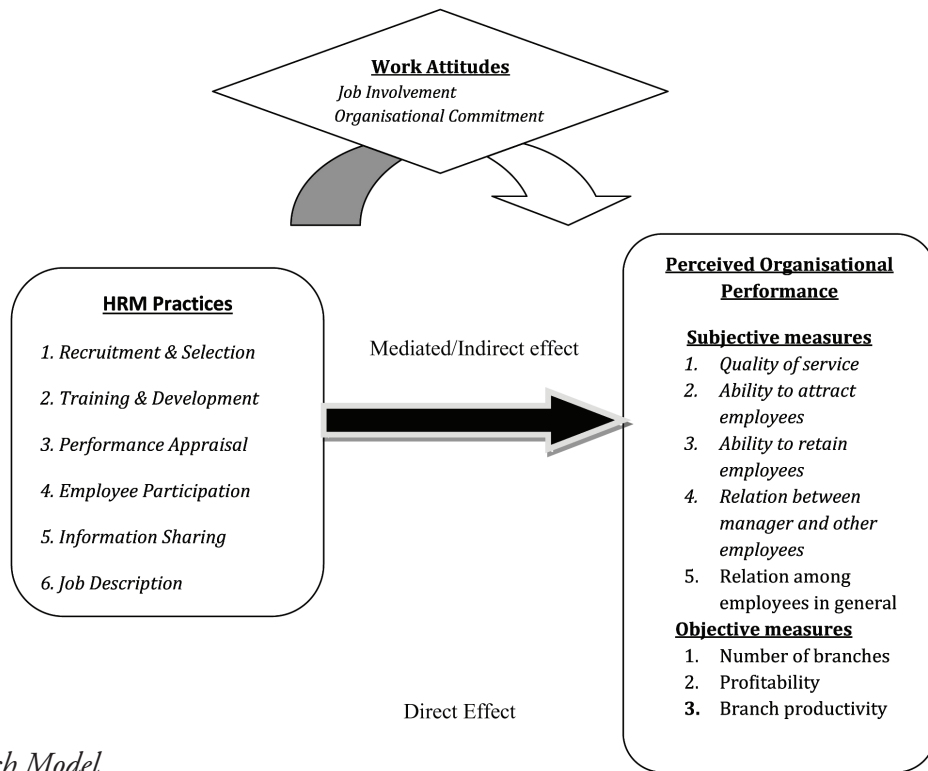 Work Attitudes
Job Involvement
Organisational Commitment
HRM Practices
1. Recruitment & Selection
2. Training & Development
3. Performance Appraisal
4. Employee Participation
5. Information Sharing
6. Job Description
Mediated/Indirect effect
Direct Effect
Perceived Organisational
Performance
Subjective measures
1. Quality of service
2. Ability to attract
employees
3. Ability to retain
employees
4. Relation between
manager and other
employees
5. Relation among
employees in general
Objective measures
1. Number of branches
2. Profitability
3. Branch productivity
Model